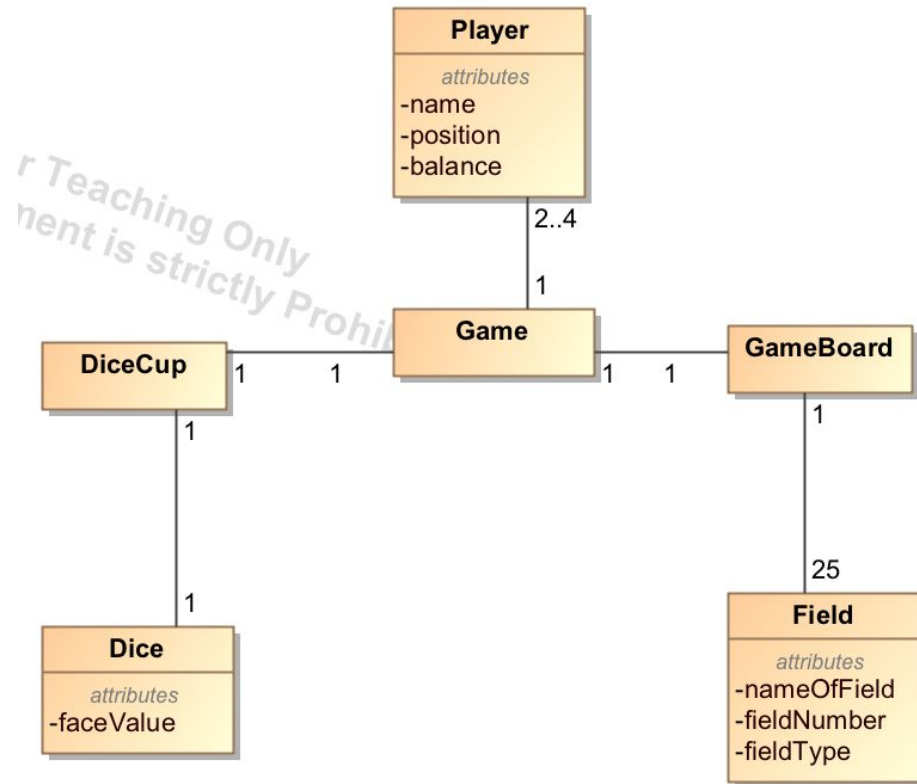 Player
attributes
-name
-position
-balance
r Teaching Only
ment is strictly Prohib
2..4
1
Game
DiceCup
1
1
1
1
GameBoard
1
1
1
25
Dice
attributes
-faceValue
Field
attributes
-nameOfField
-fieldNumber
-fieldType